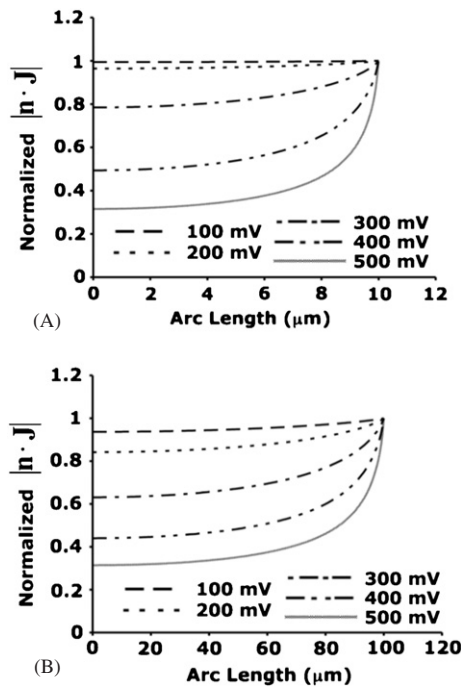 1.2
1
0.8
0.6
0.4
0.2
0
Normalized |n · J|
100 mV
200 mV
300 mV
400 mV
500 mV
0 2 4 6 8 10 12
Arc Length (μm)
(A)
1.2
1
0.8
0.6
0.4
0.2
0
Normalized |n · J|
100 mV
200 mV
300 mV
400 mV
500 mV
0 20 40 60 80 100 120
Arc Length (μm)
(B)